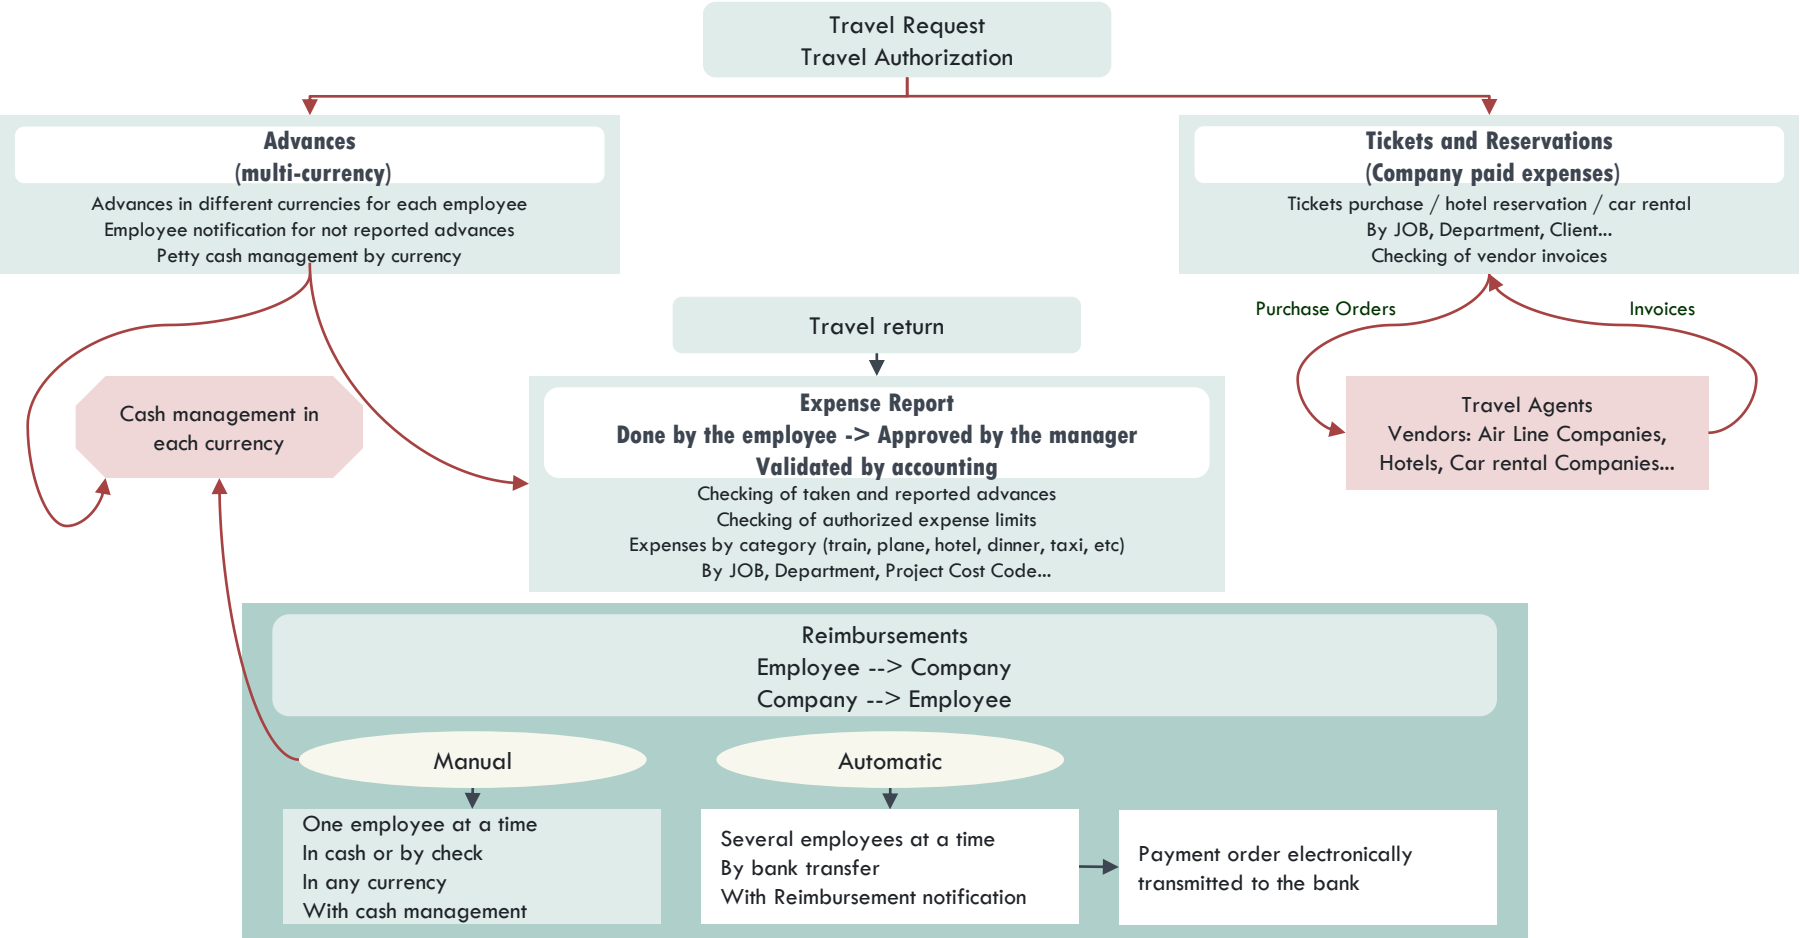 Travel Request
Travel Authorization
Advances
(multi-currency)
Advances in different currencies for each employee
Employee notification for not reported advances
Petty cash management by currency
Tickets and Reservations
(Company paid expenses)
Tickets purchase / hotel reservation / car rental
By JOB, Department, Client...
Checking of vendor invoices
Purchase Orders
Invoices
Travel return
Cash management in
each currency
Expense Report
Done by the employee -> Approved by the manager
Validated by accounting
Checking of taken and reported advances
Checking of authorized expense limits
Expenses by category (train, plane, hotel, dinner, taxi, etc)
By JOB, Department, Project Cost Code...
Travel Agents
Vendors: Air Line Companies,
Hotels, Car rental Companies...
Reimbursements
Employee --> Company
Company --> Employee
Manual
One employee at a time
In cash or by check
In any currency
With cash management
Automatic
Several employees at a time
By bank transfer
With Reimbursement notification
Payment order electronically
transmitted to the bank